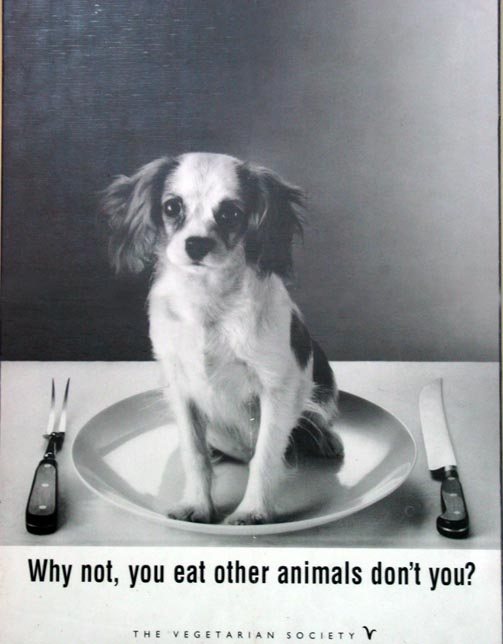 Why not, you eat other animals don't you?
THE VEGETARIAN SOCIETY